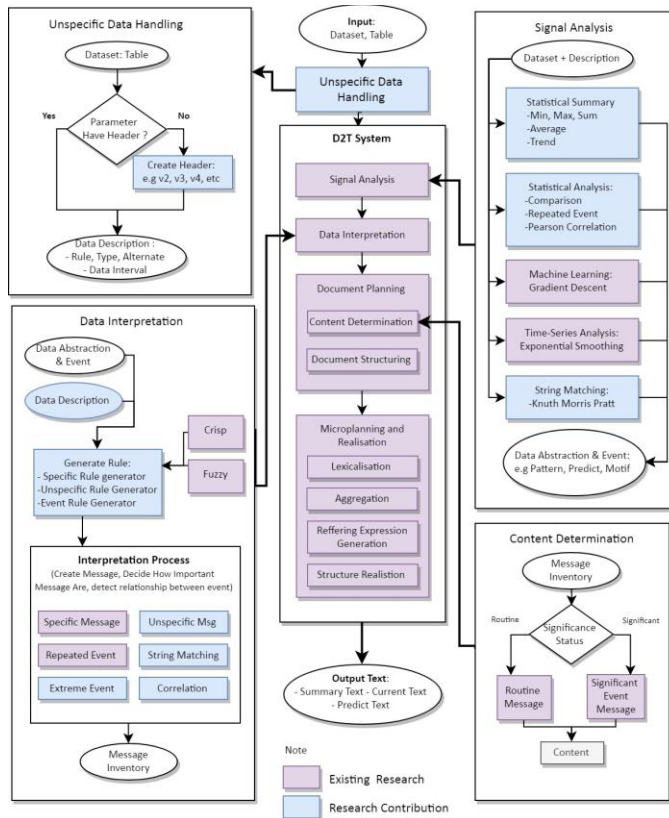 Unspecific Data Handling
Dataset: Table
Yes
No
Parameter
Have Header ?
Create Header:
e.g v2, v3, v4, etc
Data Description :
- Rule, Type, Alternate
- Data Interval
Input:
Dataset, Table
Unspecific Data
Handling
D2T System
Signal Analysis
Data Interpretation
Document Planning
Content Determination
Document Structuring
Microplanning and
Realisation
Lexicalisation
Aggregation
Reffering Expression
Generation
Structure Realistion
Output Text:
- Summary Text - Current Text
- Predict Text
Note
Existing Research
Research Contribution
Signal Analysis
Dataset + Description
Statistical Summary
-Min, Max, Sum
-Average
-Trend
Statistical Analysis:
-Comparison
-Repeated Event
-Pearson Correlation
Machine Learning:
Gradient Descent
Time-Series Analysis:
Exponential Smoothing
String Matching:
-Knuth Morris Pratt
Data Abstraction & Event:
e.g Pattern, Predict, Motif
Data Interpretation
Data Abstraction
& Event
Data Description
Crisp
Fuzzy
Generate Rule:
- Specific Rule generator
-Unspecific Rule Generator
-Event Rule Generator
Interpretation Process
(Create Message, Decide How Important
Message Are, detect relationship between event)
Specific Message
Unspecific Msg
Repeated Event
String Matching
Extreme Event
Correlation
Message
Inventory
Content Determination
Message
Inventory
Routine
Significant
Significance
Status
Routine
Message
Significant
Event
Message
Content